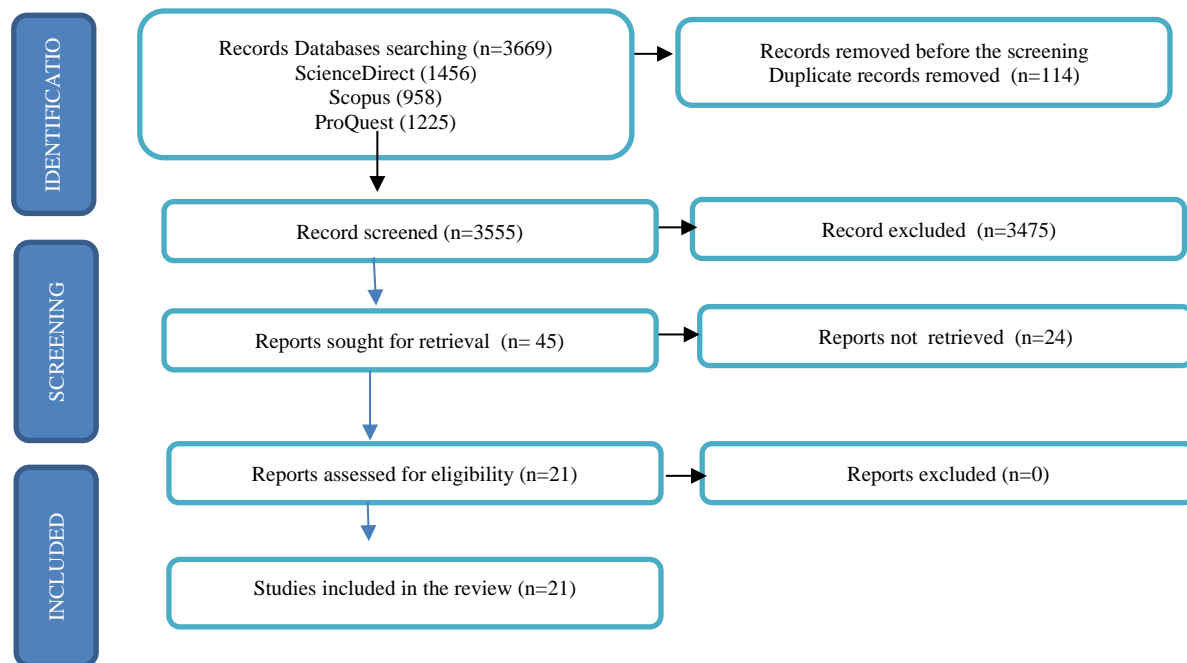 IDENTIFICATIO
Records Databases searching (n=3669)
ScienceDirect (1456)
Scopus (958)
ProQuest (1225)
Records removed before the screening
Duplicate records removed (n=114)
Record screened (n=3555)
Record excluded (n=3475)
SCREENING
Reports sought for retrieval (n= 45)
Reports not retrieved (n=24)
Reports assessed for eligibility (n=21)
Reports excluded (n=0)
INCLUDED
Studies included in the review (n=21)